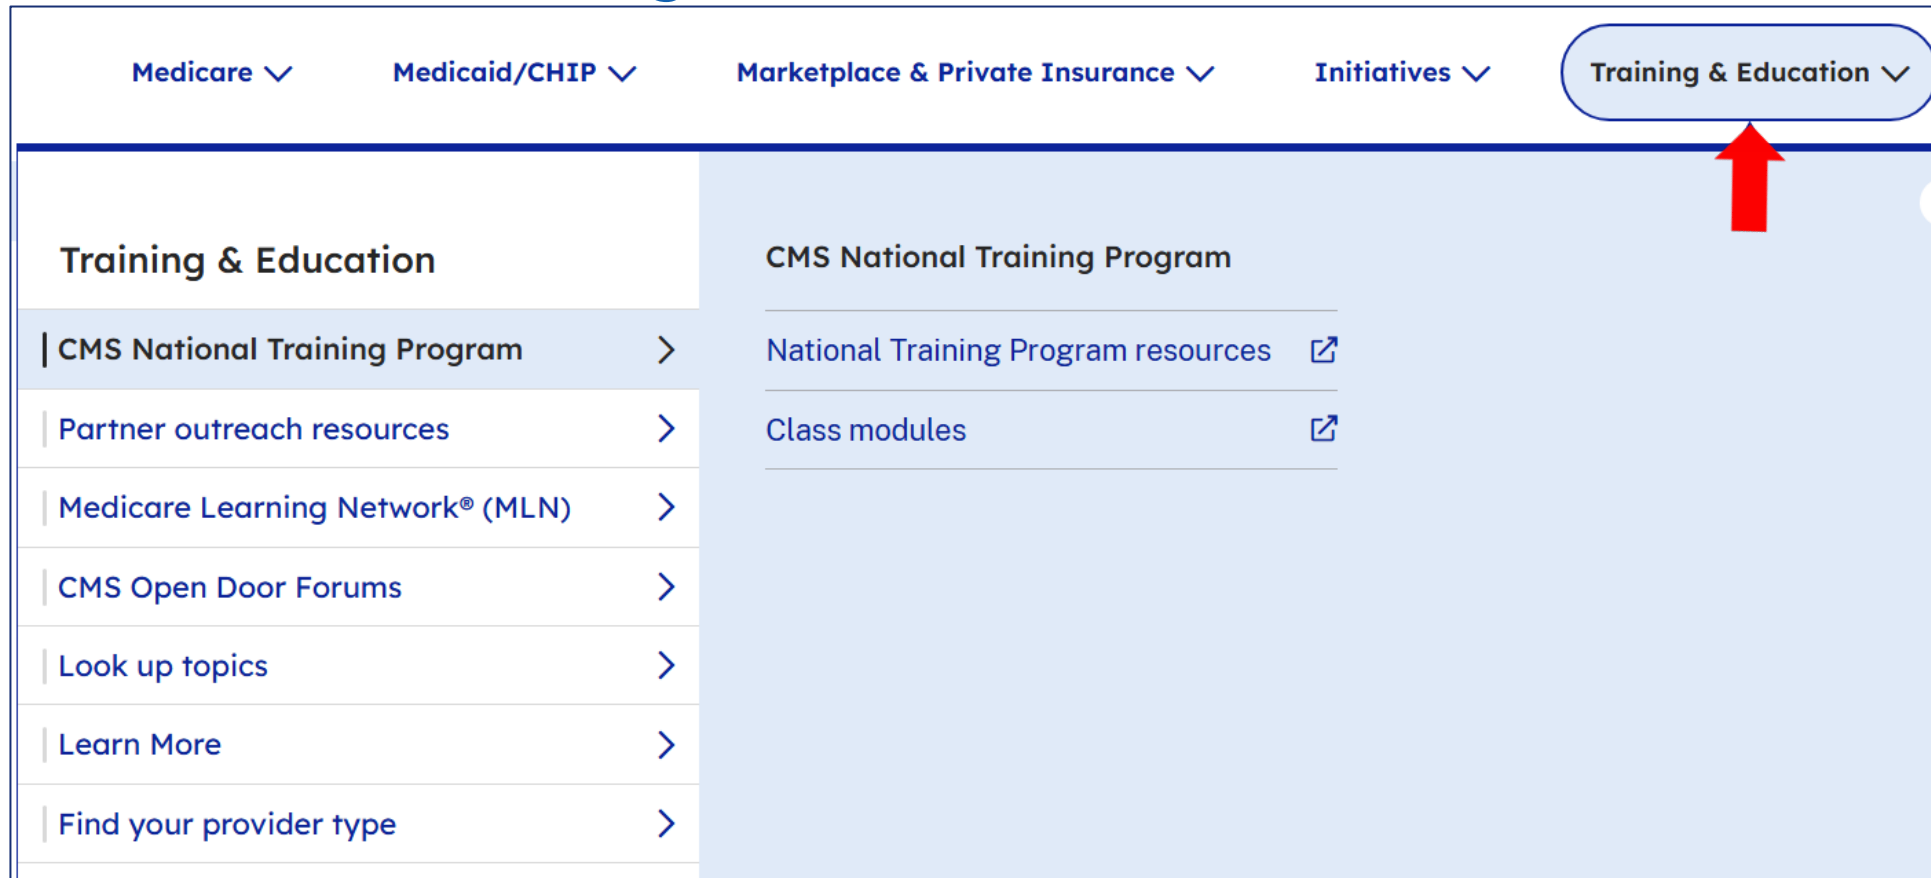 Medicare Medicaid/CHIP Marketplace & Private Insurance Initiatives Training & Education
Training & Education
CMS National Training Program
Partner outreach resources
Medicare Learning Network® (MLN)
CMS Open Door Forums
Look up topics
Learn More
Find your provider type
CMS National Training Program
National Training Program resources
Class modules